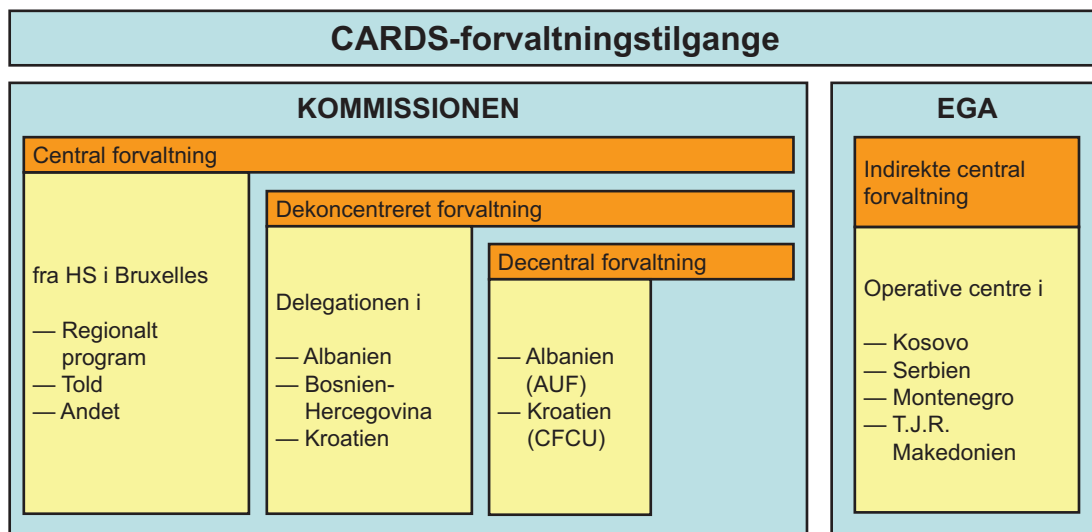 CARDS-forvaltningstilgange
KOMMISSIONEN
Central forvaltning
fra HS i Bruxelles
— Regionalt
program
— Told
— Andet
Dekoncentreret forvaltning
Delegationen i
— Albanien
— Bosnien-
Hercegovina
— Kroatien
Decentral forvaltning
— Albanien
(AUF)
— Kroatien
(CFCU)
EGA
Indirekte central
forvaltning
Operative centre i
— Kosovo
— Serbien
— Montenegro
— T.J.R.
Makedonien